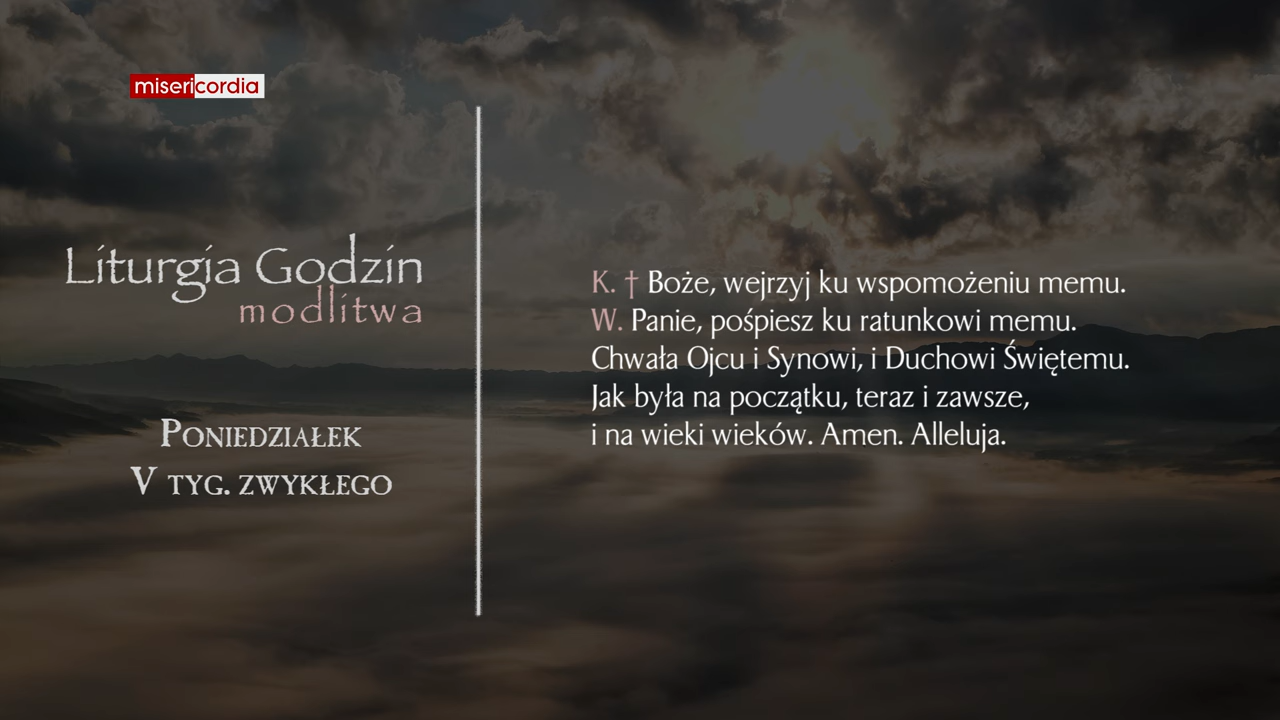 misericordia
Liturgia Godzin
modlitwa
Poniedziałek
V tyg. zwykłego
K. † Boże, wejrzyj ku wspomożeniu memu.
W. Panie, pośpiesz ku ratunkowi memu.
Chwała Ojcu i Synowi, i Duchowi Świętemu.
Jak była na początku, teraz i zawsze,
i na wieki wieków. Amen. Alleluja.